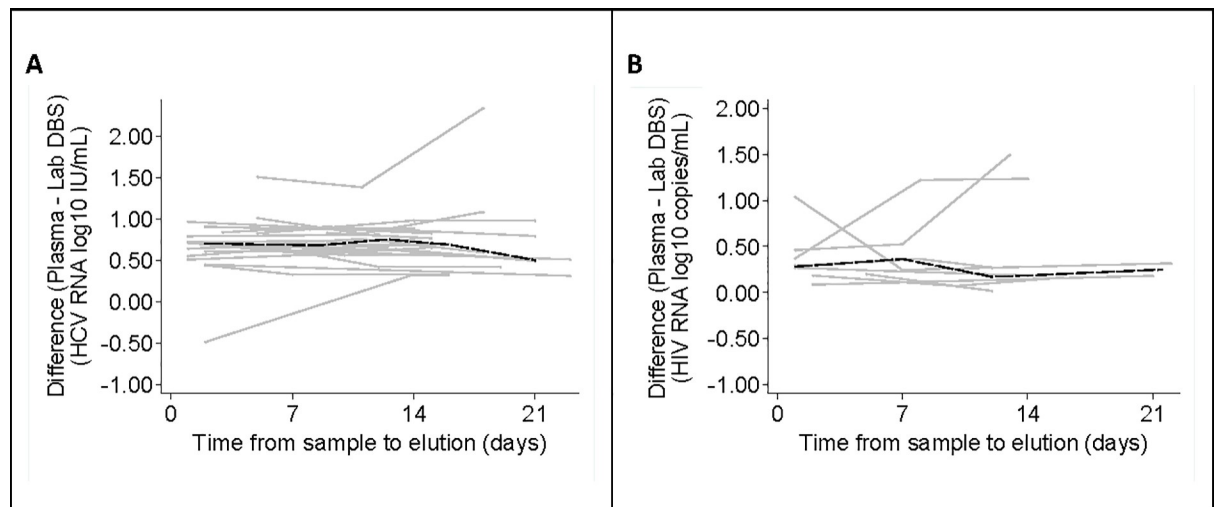 A
Difference (Plasma - Lab DBS)
(HCV RNA log10 IU/mL)
2.00
1.50
1.00
0.50
0.00
-0.50
-1.00
0 7 14 21
Time from sample to elution (days)
B
Difference (Plasma - Lab DBS)
(HIV RNA log10 copies/mL)
2.00
1.50
1.00
0.50
0.00
-0.50
-1.00
0 7 14 21
Time from sample to elution (days)